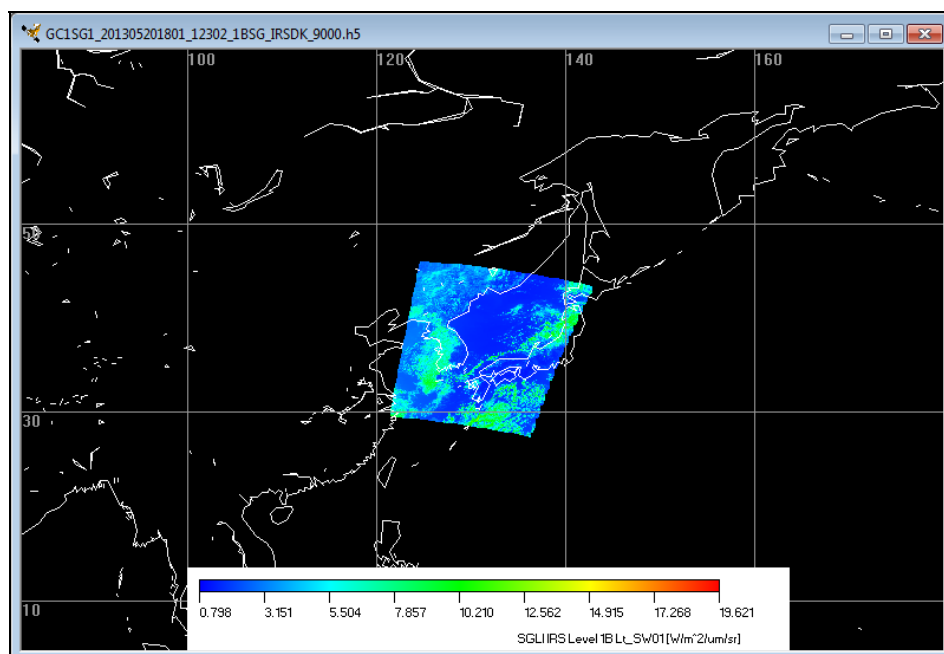 GC1SG1_201305201801_12302_1BSG_IRSDK_9000.h5
100 120 140 160
50
30
10
0.798 3.151 5.504 7.857 10.210 12.562 14.915 17.268 19.621
SGLI IRS Level 1B Lt_SW01 [W/m^2/um/sr]